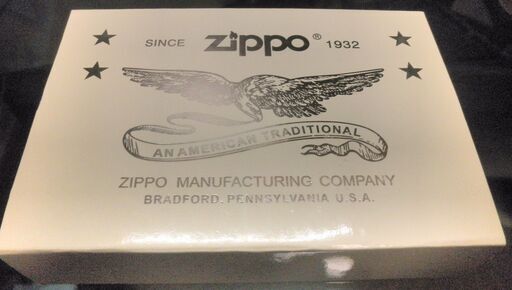 SINCE zippo® 1932
AN AMERICAN TRADITIONAL
ZIPPO MANUFACTURING COMPANY
BRADFORD, PENNSYLVANIA U.S.A.